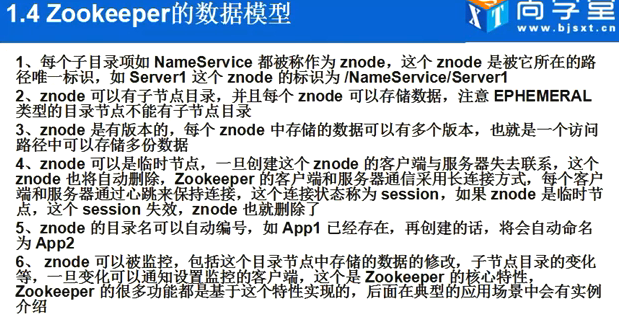 1.4 Zookeeper的数据模型
尚学堂
www.bjsxt.com
1、每个子目录项如 NameService 都被称作为 znode，这个 znode 是被它所在的路
径唯一标识，如 Server1 这个 znode 的标识为 /NameService/Server1
2、znode 可以有子节点目录，并且每个 znode 可以存储数据，注意 EPHEMERAL
类型的目录节点不能有子节点目录
3、znode 是有版本的，每个 znode 中存储的数据可以有多个版本，也就是一个访问
路径中可以存储多份数据
4、znode 可以是临时节点，一旦创建这个 znode 的客户端与服务器失去联系，这个
znode 也将自动删除，Zookeeper 的客户端和服务器通信采用长连接方式，每个客户
端和服务器通过心跳来保持连接，这个连接状态称为 session，如果 znode 是临时节
点，这个 session 失效，znode 也就删除了
5、znode 的目录名可以自动编号，如 App1 已经存在，再创建的话，将会自动命名
为 App2
6、 znode 可以被监控，包括这个目录节点中存储的数据的修改，子节点目录的变化
等，一旦变化可以通知设置监控的客户端，这个是 Zookeeper 的核心特性，
Zookeeper 的很多功能都是基于这个特性实现的，后面在典型的应用场景中会有实例
介绍